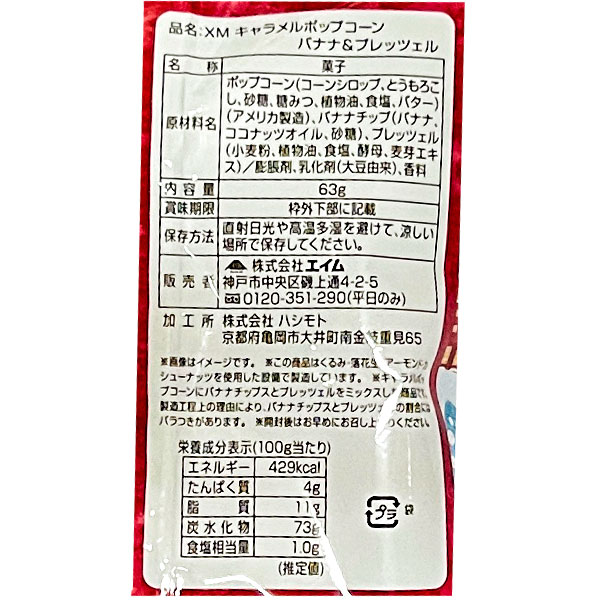 品名:XM キャラメルポップコーン
バナナ&プレッツェル
名 称 菓子
原材料名 ポップコーン(コーンシロップ、とうもろこ
し、砂糖、糖みつ、植物油、食塩、バター)
(アメリカ製造)、バナナチップ(バナナ、
ココナッツオイル、砂糖)、プレッツェル
(小麦粉、植物油、食塩、酵母、麦芽エキ
ス)/膨脹剤、乳化剤(大豆由来)、香料
内容量 63g
賞味期限 枠外下部に記載
保存方法 直射日光や高温多湿を避けて、涼しい
場所で保存してください。
販売者 株式会社エイム
神戸市中央区磯上通4-2-5
0120-351-290(平日のみ)
加工所 株式会社 ハシモト
京都府亀岡市大井町南金岐重見65
※画像はイメージです。 ※この商品はくるみ・落花生・アーモンド
シューナッツを使用した設備で製造しています。 ※キャラメル
プコーンにバナナチップスとプレッツェルをミックスした商品で
製造工程上の理由により、バナナチップスとプレッツェルの割合に
バラつきがあります。 ※開封後はお早めにお召し上がりください
栄養成分表示(100g当たり)
エネルギー 429kcal
たんぱく質 4g
脂質 11g
炭水化物 73g
食塩相当量 1.0g
(推定値)
プラ 袋